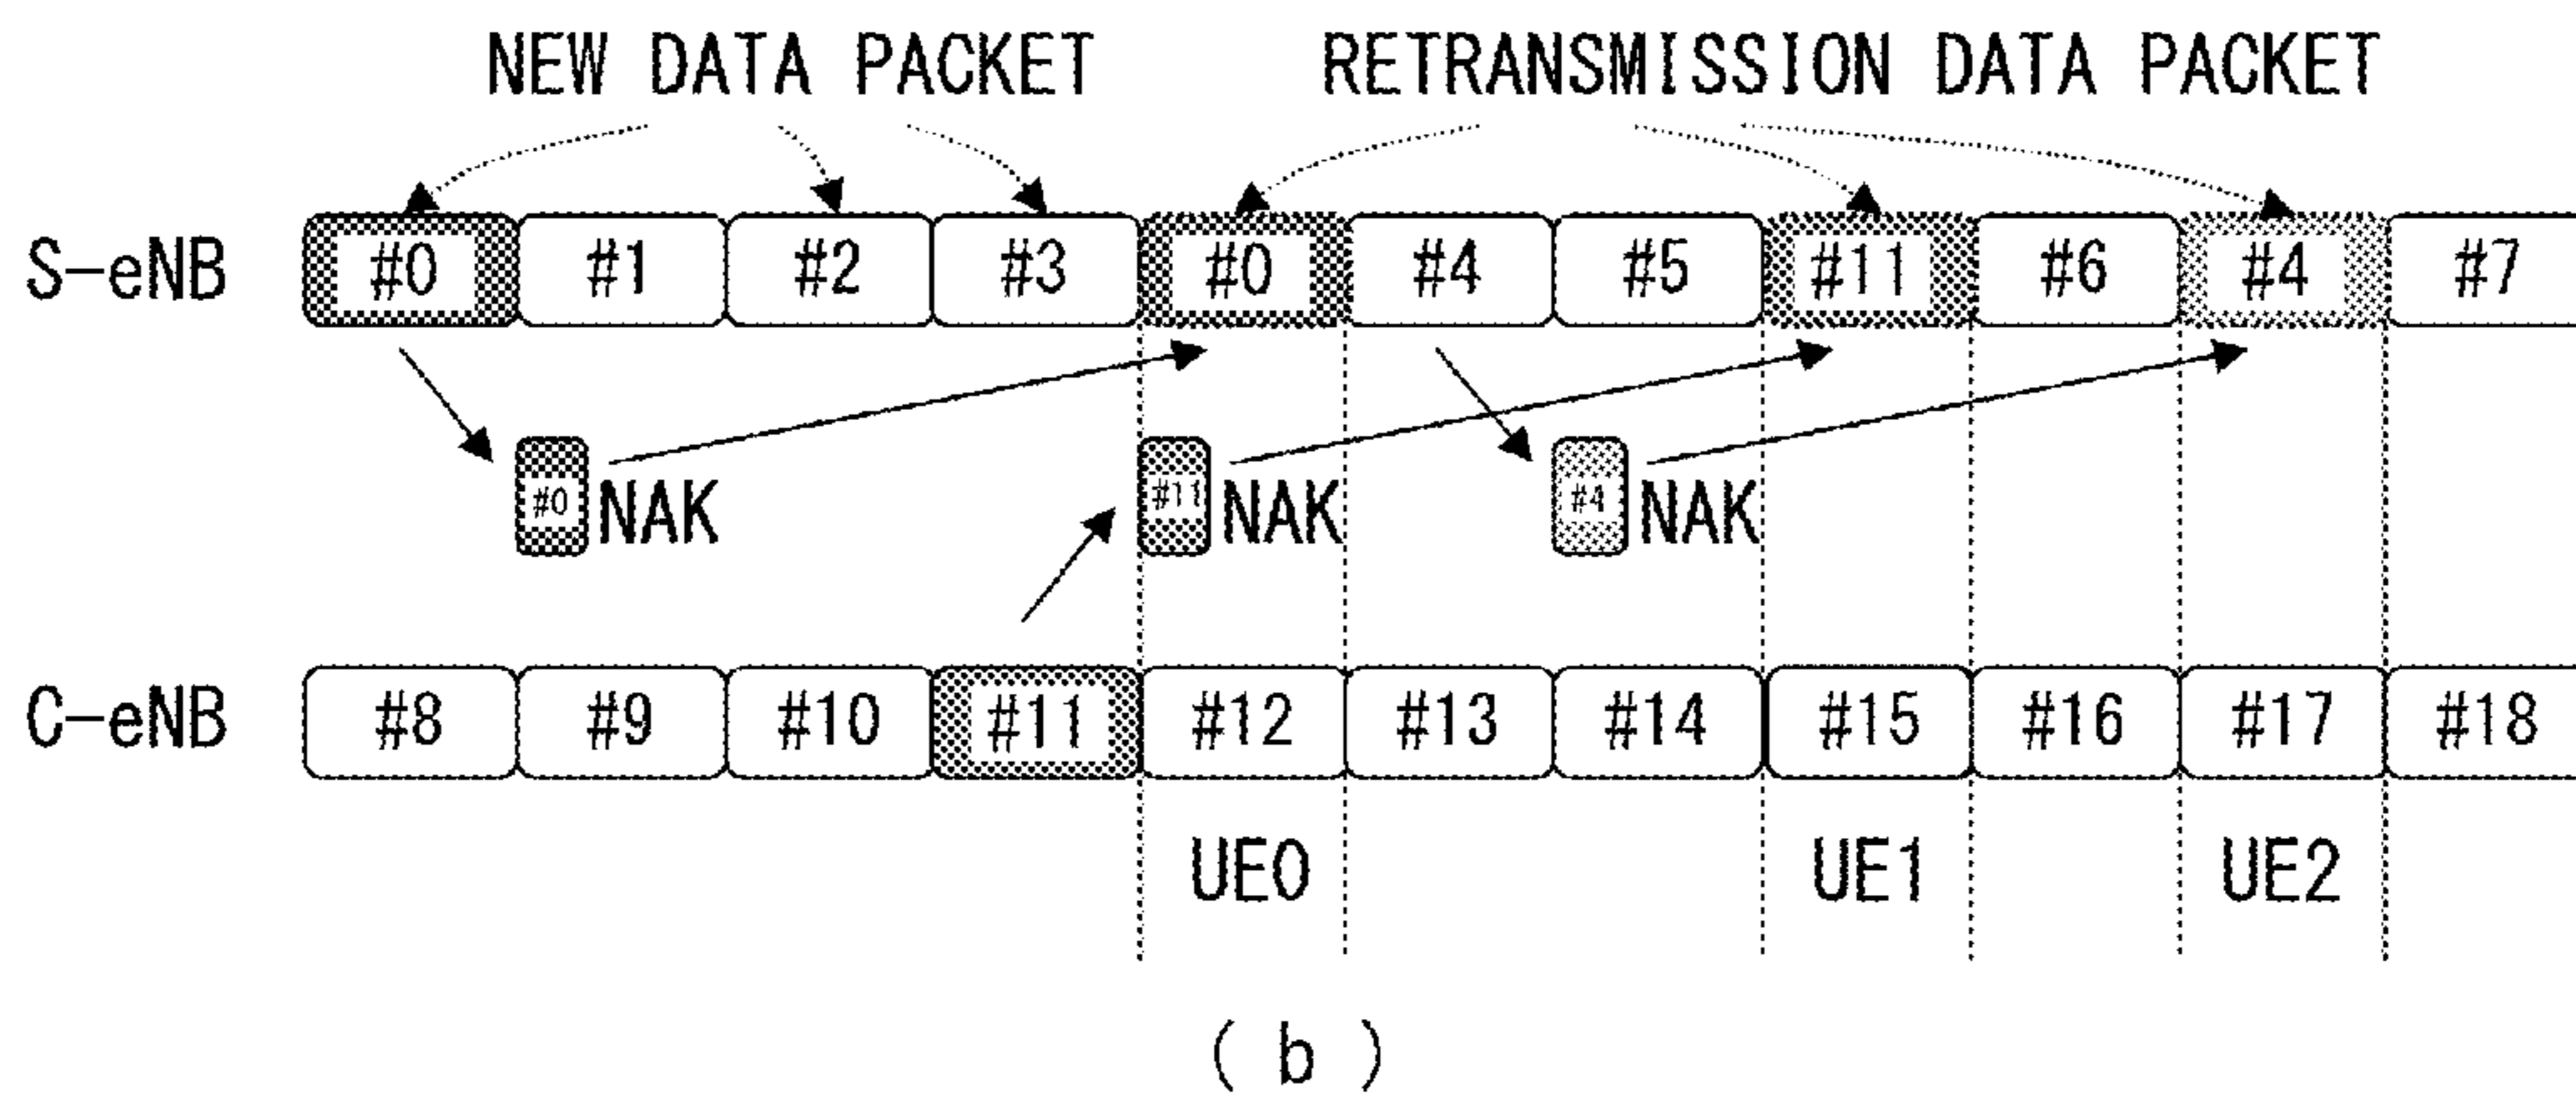 NEW DATA PACKET RETRANSMISSION DATA PACKET
S-eNB #0 #1 #2 #3 #0 #4 #5 #11 #6 #4 #7
#0 NAK #11 NAK #4 NAK
C-eNB #8 #9 #10 #11 #12 #13 #14 #15 #16 #17 #18
UE0 UE1 UE2
( b )